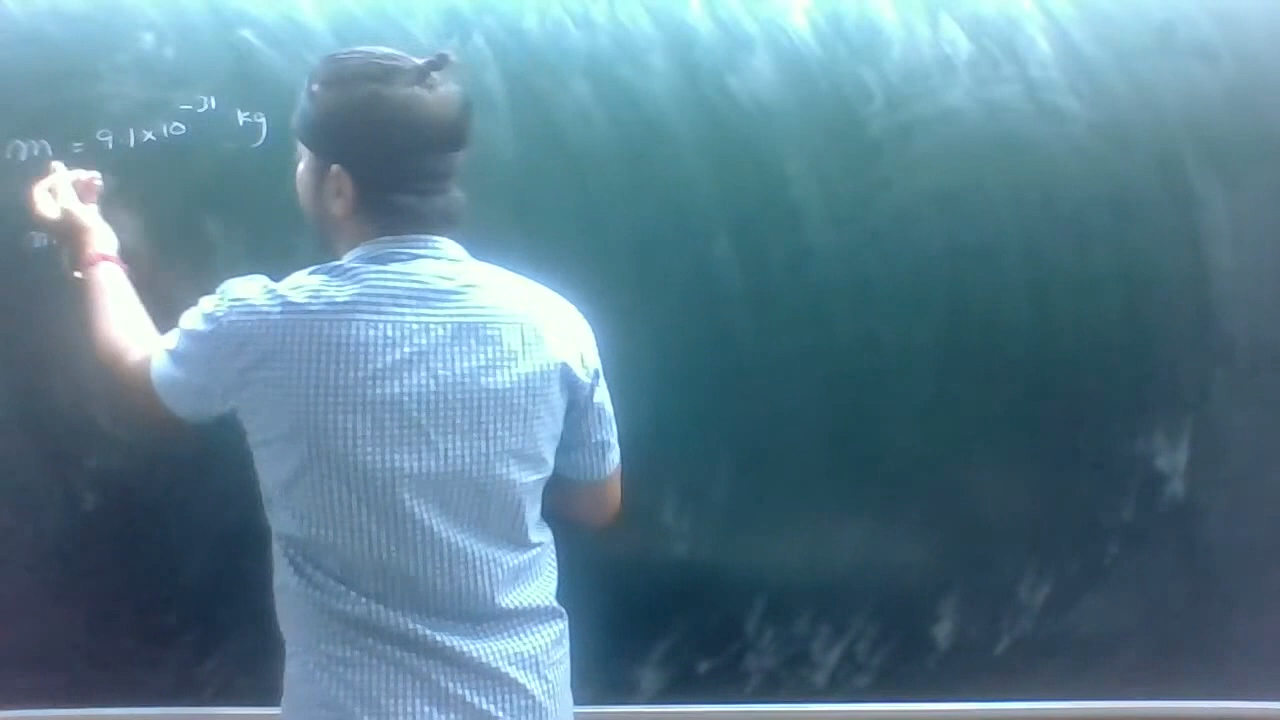 m = 9.1×10⁻³¹ kg